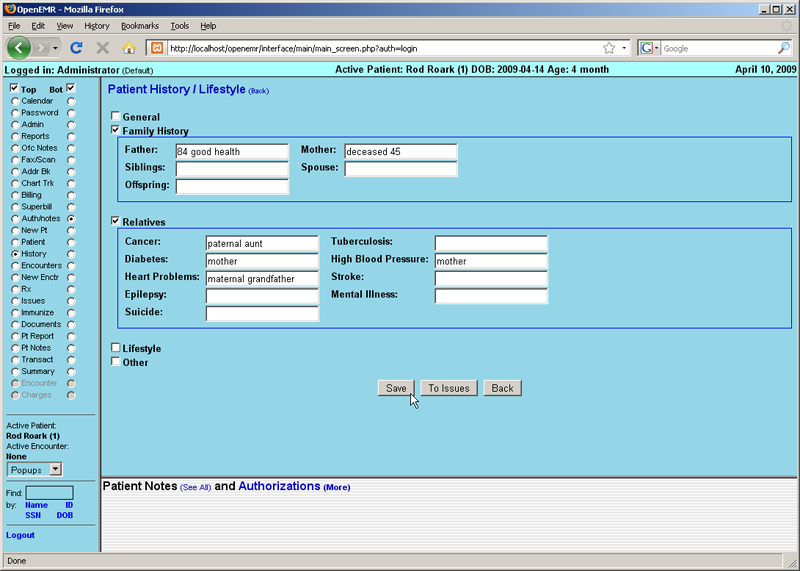 OpenEMR - Mozilla Firefox
File Edit View History Bookmarks Tools Help
http://localhost/openemr/interface/main/main_screen.php?auth=login
Google
Logged in: Administrator (Default)
Active Patient: Rod Roark (1) DOB: 2009-04-14 Age: 4 month
April 10, 2009
Top Bot
Calendar
Password
Admin
Reports
Ofc Notes
Fax/Scan
Addr Bk
Chart Trk
Billing
Superbill
Auth/notes
New Pt
Patient
History
Encounters
New Enctr
Rx
Issues
Immunize
Documents
Pt Report
Pt Notes
Transact
Summary
Encounter
Charges
Active Patient:
Rod Roark (1)
Active Encounter:
None
Popups
Find:
by: Name ID
SSN DOB
Logout
Patient History / Lifestyle (Back)
General
Family History
Father: 84 good health Mother: deceased 45
Siblings: Spouse:
Offspring:
Relatives
Cancer: paternal aunt Tuberculosis:
Diabetes: mother High Blood Pressure: mother
Heart Problems: maternal grandfather Stroke:
Epilepsy: Mental Illness:
Suicide:
Lifestyle
Other
Save To Issues Back
Patient Notes (See All) and Authorizations (More)
Done